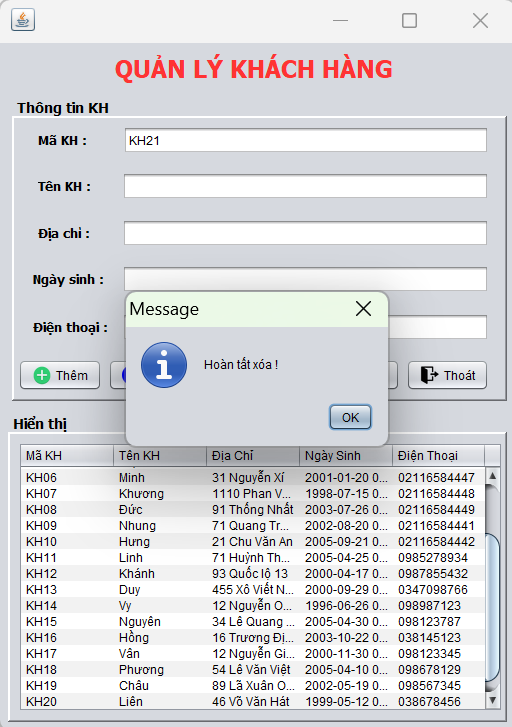 QUẢN LÝ KHÁCH HÀNG
Thông tin KH
Mã KH : KH21
Tên KH :
Địa chỉ :
Ngày sinh :
Điện thoại :
Message
Hoàn tất xóa !
OK
Thêm Thoát
Hiển thị
Mã KH Tên KH Địa Chỉ Ngày Sinh Điện Thoại
KH06 Minh 31 Nguyễn Xí 2001-01-20 0... 02116584447
KH07 Khương 1110 Phan V... 1998-07-15 0... 02116584448
KH08 Đức 91 Thống Nhất 2003-07-26 0... 02116584449
KH09 Nhung 71 Quang Tr... 2002-08-20 0... 02116584441
KH10 Hưng 21 Chu Văn An 2005-09-21 0... 02116584442
KH11 Linh 71 Huỳnh Th... 2005-04-25 0... 0985278934
KH12 Khánh 93 Quốc lộ 13 2000-04-17 0... 0987855432
KH13 Duy 455 Xô Viết N... 2000-09-29 0... 0347098766
KH14 Vy 12 Nguyễn O... 1996-06-26 0... 098987123
KH15 Nguyên 34 Lê Quang ... 2005-04-30 0... 098123787
KH16 Hồng 16 Trương Đị... 2003-10-22 0... 038145123
KH17 Vân 12 Nguyễn Gi... 2000-11-30 0... 098123345
KH18 Phương 54 Lê Văn Việt 2005-04-10 0... 098678129
KH19 Châu 89 Lã Xuân O... 2002-05-19 0... 098567345
KH20 Liên 46 Võ Văn Hát 1999-05-12 0... 038678456